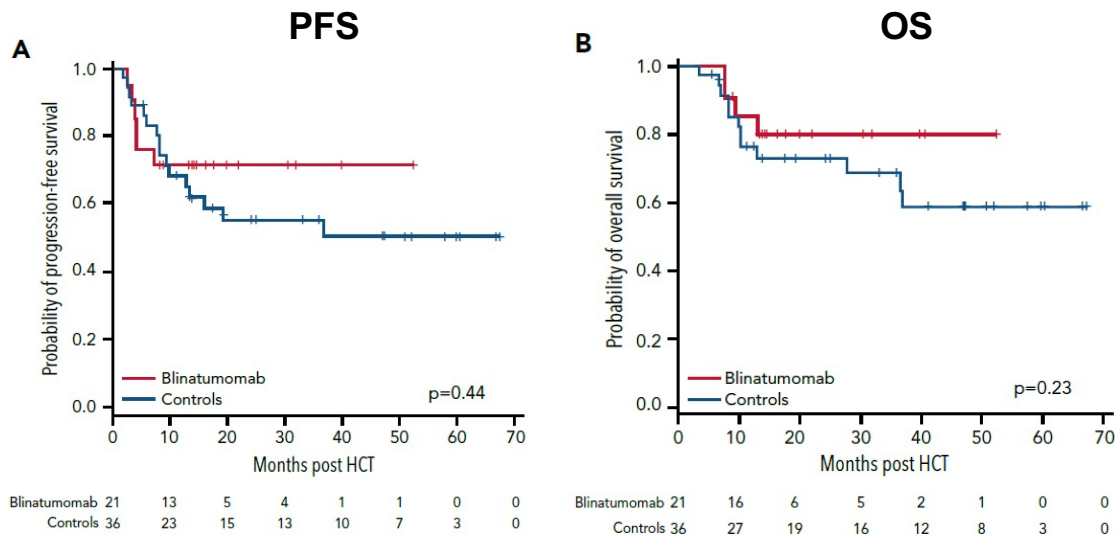 PFS
A
Probability of progression-free survival
1.0
0.8
0.6
0.4
0.2
0.0
Blinatumomab
Controls
p=0.44
0 10 20 30 40 50 60 70
Months post HCT
Blinatumomab 21 13 5 4 1 1 0 0
Controls 36 23 15 13 10 7 3 0
OS
B
Probability of overall survival
1.0
0.8
0.6
0.4
0.2
0.0
Blinatumomab
Controls
p=0.23
0 10 20 30 40 50 60 70
Months post HCT
Blinatumomab 21 16 6 5 2 1 0 0
Controls 36 27 19 16 12 8 3 0